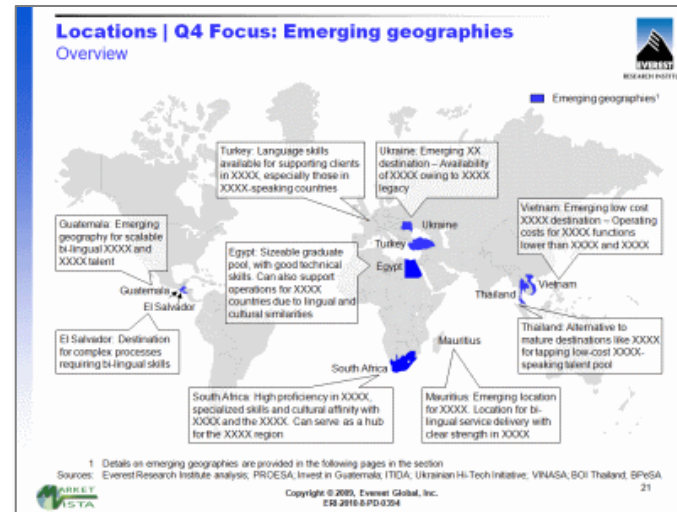 Locations | Q4 Focus: Emerging geographies
Overview
EVEREST
RESEARCH INSTITUTE
Emerging geographies¹
Turkey: Language skills
available for supporting clients
in XXXX, especially those in
XXXX-speaking countries
Ukraine: Emerging XX
destination – Availability
of XXXX owing to XXXX
legacy
Guatemala: Emerging
geography for scalable
bi-lingual XXXX and
XXXX talent
Egypt: Sizeable graduate
pool, with good technical
skills. Can also support
operations for XXXX
countries due to lingual and
cultural similarities
Vietnam: Emerging low cost
XXXX destination – Operating
costs for XXXX functions
lower than XXXX and XXXX
Ukraine
Turkey
Egypt
Guatemala
El Salvador
Vietnam
Thailand
El Salvador: Destination
for complex processes
requiring bi-lingual skills
Mauritius
Thailand: Alternative to
mature destinations like XXXX
for tapping low-cost XXXX-
speaking talent pool
South Africa
South Africa: High proficiency in XXXX,
specialized skills and cultural affinity with
XXXX and the XXXX. Can serve as a hub
for the XXXX region
Mauritius: Emerging location
for XXXX. Location for bi-
lingual service delivery with
clear strength in XXXX
1 Details on emerging geographies are provided in the following pages in the section
Sources: Everest Research Institute analysis; PROESA; Invest in Guatemala; ITIDA; Ukrainian Hi-Tech Initiative; VINASA; BOI Thailand; BPeSA
MARKET
VISTA
Copyright © 2009, Everest Global, Inc.
ERI-2010-8-PD-0394
21